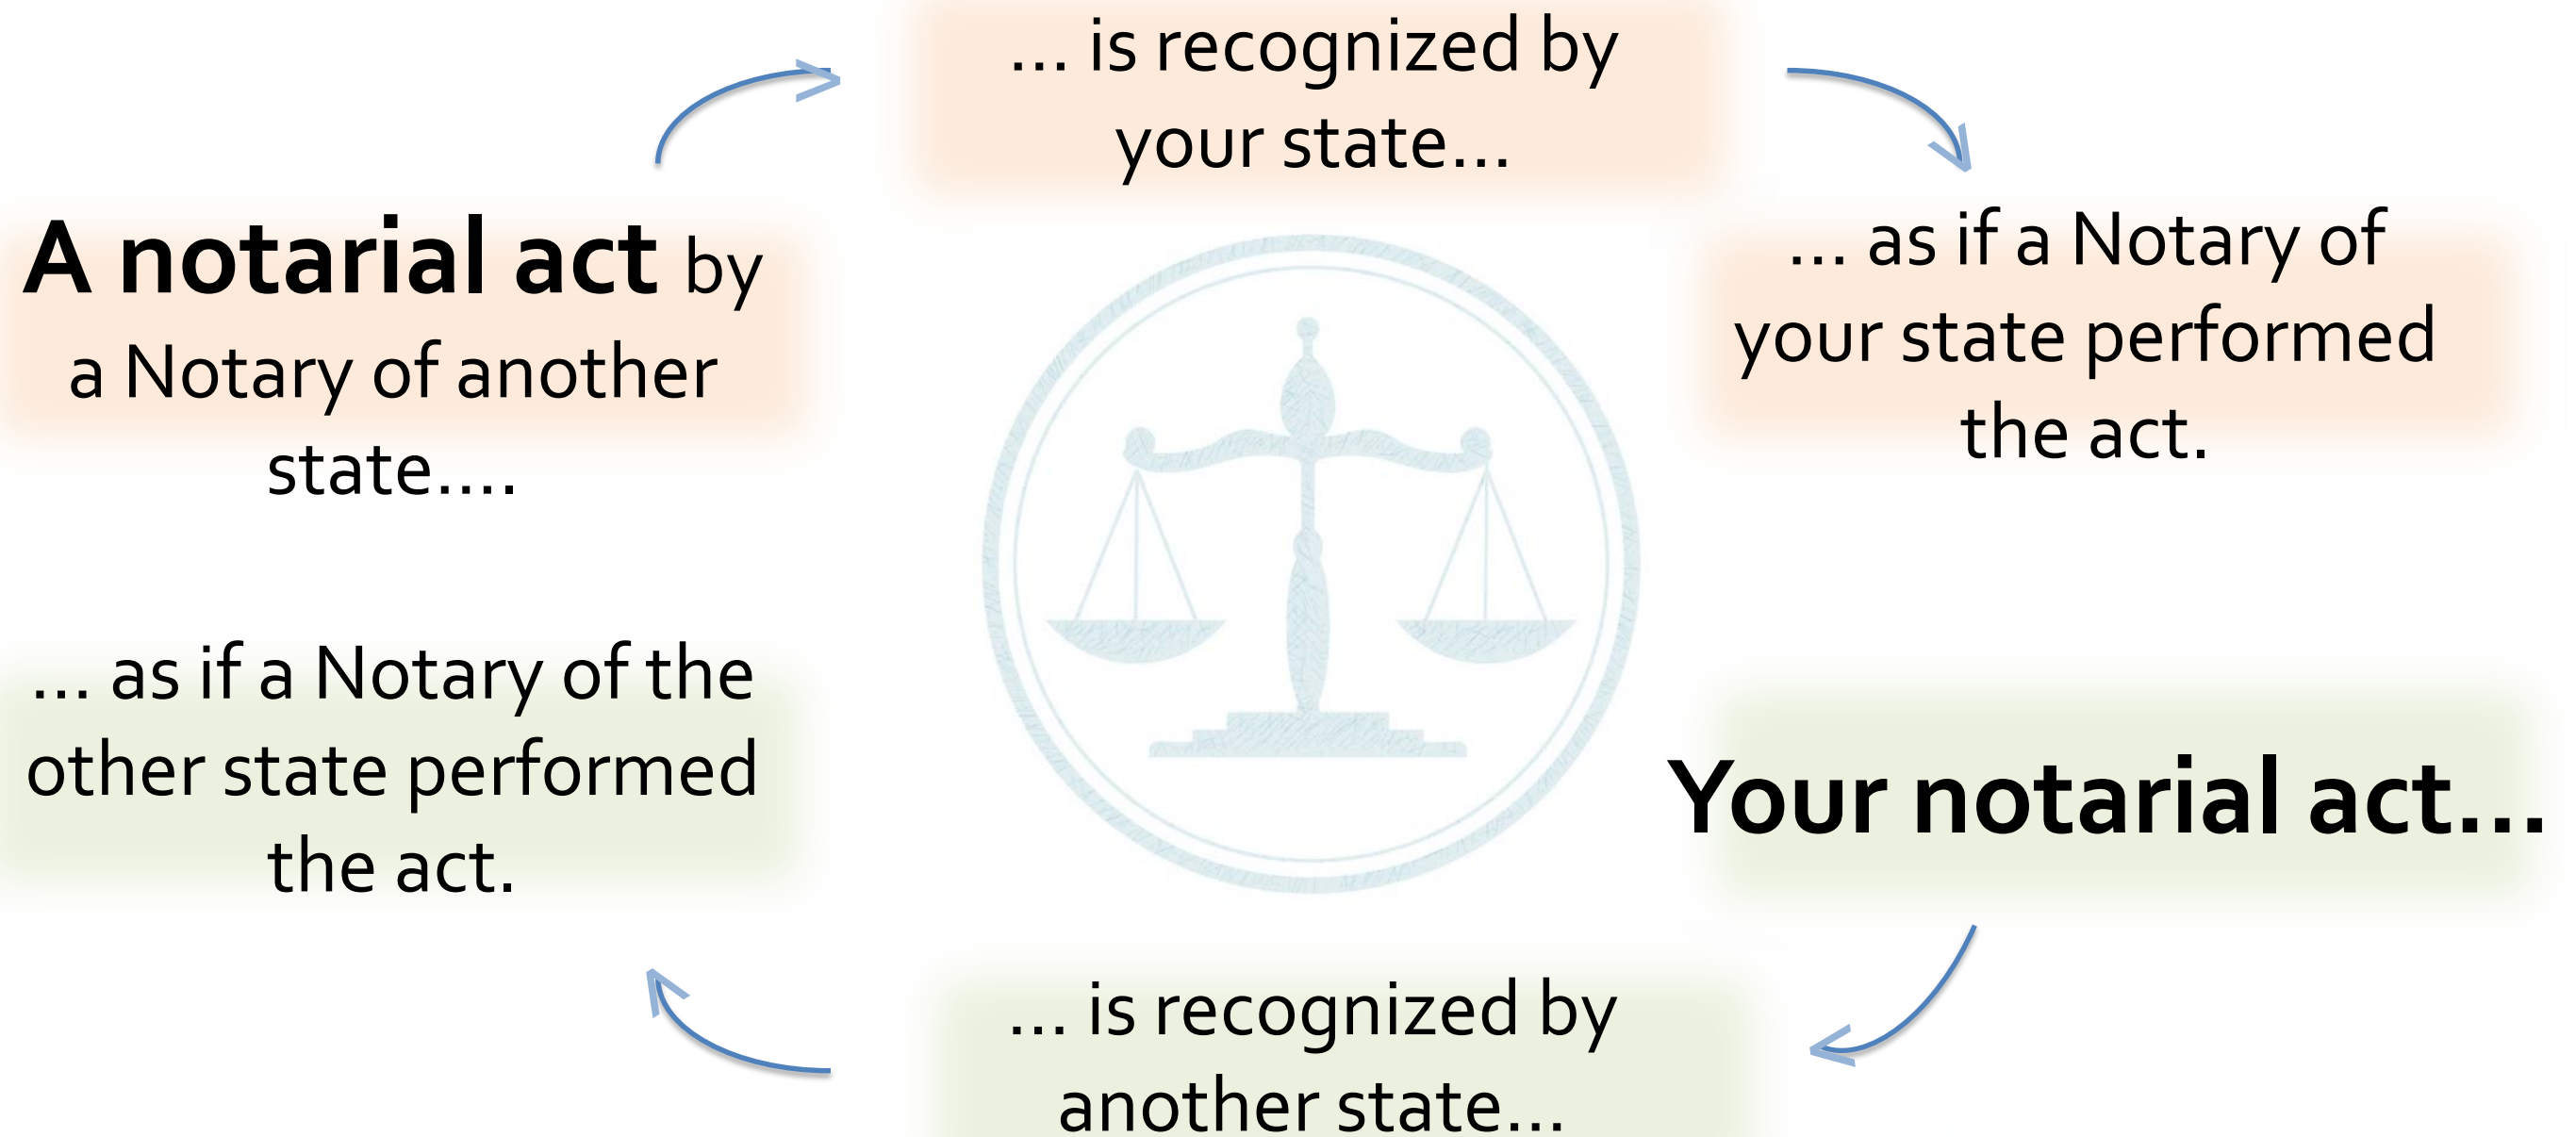 A notarial act by
a Notary of another
state....
... is recognized by
your state...
... as if a Notary of
your state performed
the act.
Your notarial act...
... is recognized by
another state...
... as if a Notary of the
other state performed
the act.